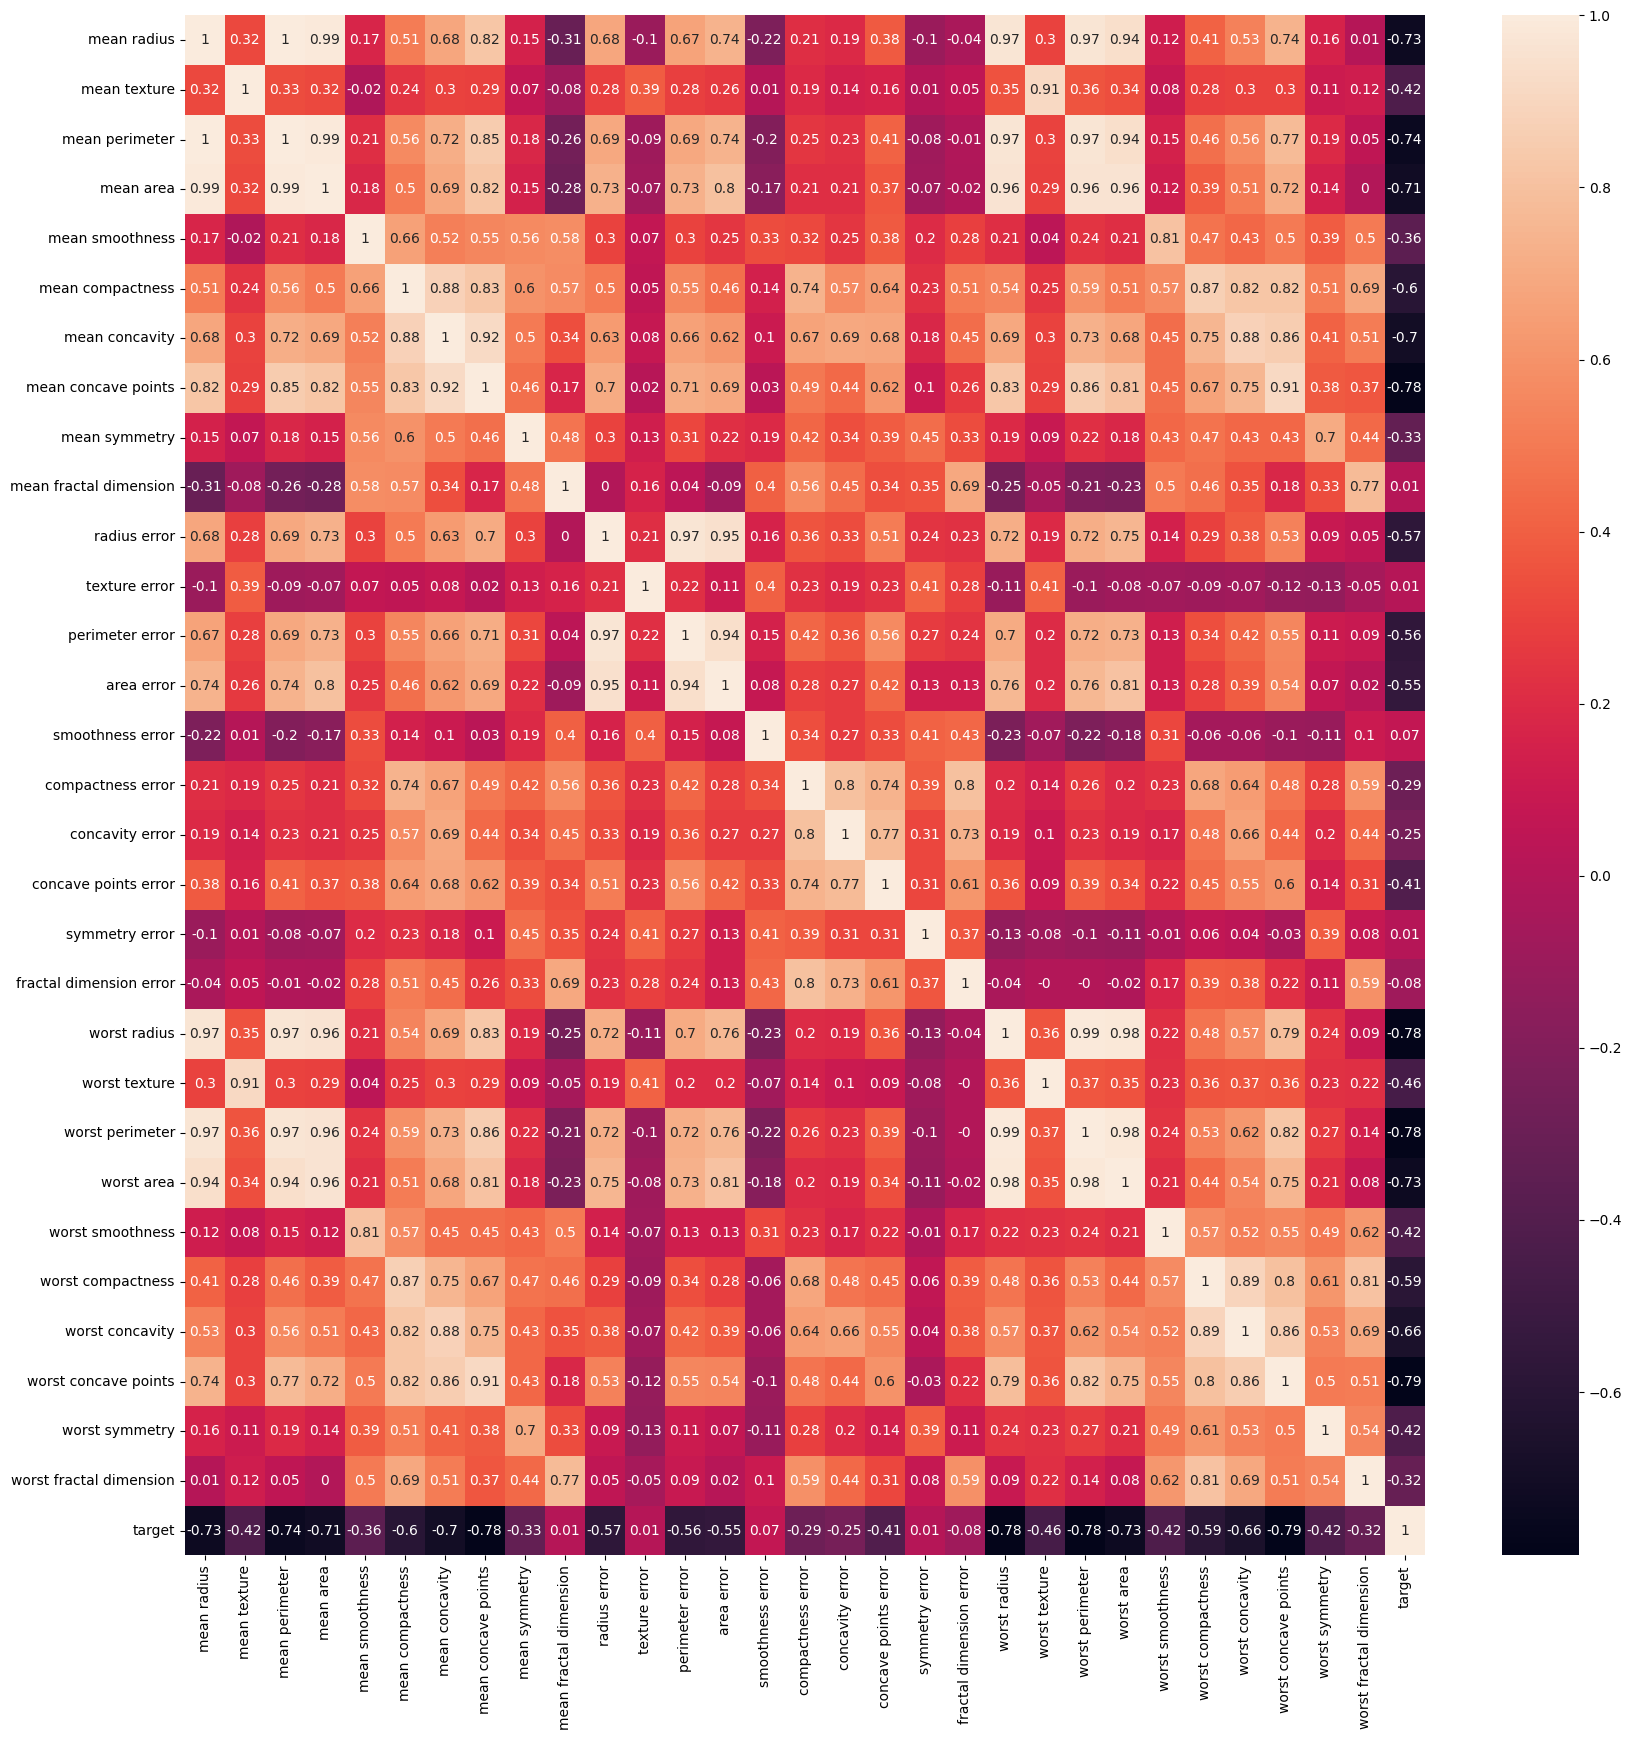 mean radius 1 0.32 1 0.99 0.17 0.51 0.68 0.82 0.15 -0.31 0.68 -0.1 0.67 0.74 -0.22 0.21 0.19 0.38 -0.1 -0.04 0.97 0.3 0.97 0.94 0.12 0.41 0.53 0.74 0.16 0.01 -0.73
mean texture 0.32 1 0.33 0.32 -0.02 0.24 0.3 0.29 0.07 -0.08 0.28 0.39 0.28 0.26 0.01 0.19 0.14 0.16 0.01 0.05 0.35 0.91 0.36 0.34 0.08 0.28 0.3 0.3 0.11 0.12 -0.42
mean perimeter 1 0.33 1 0.99 0.21 0.56 0.72 0.85 0.18 -0.26 0.69 -0.09 0.69 0.74 -0.2 0.25 0.23 0.41 -0.08 -0.01 0.97 0.3 0.97 0.94 0.15 0.46 0.56 0.77 0.19 0.05 -0.74
mean area 0.99 0.32 0.99 1 0.18 0.5 0.69 0.82 0.15 -0.28 0.73 -0.07 0.73 0.8 -0.17 0.21 0.21 0.37 -0.07 -0.02 0.96 0.29 0.96 0.96 0.12 0.39 0.51 0.72 0.14 0 -0.71
mean smoothness 0.17 -0.02 0.21 0.18 1 0.66 0.52 0.55 0.56 0.58 0.3 0.07 0.3 0.25 0.33 0.32 0.25 0.38 0.2 0.28 0.21 0.04 0.24 0.21 0.81 0.47 0.43 0.5 0.39 0.5 -0.36
mean compactness 0.51 0.24 0.56 0.5 0.66 1 0.88 0.83 0.6 0.57 0.5 0.05 0.55 0.46 0.14 0.74 0.57 0.64 0.23 0.51 0.54 0.25 0.59 0.51 0.57 0.87 0.82 0.82 0.51 0.69 -0.6
mean concavity 0.68 0.3 0.72 0.69 0.52 0.88 1 0.92 0.5 0.34 0.63 0.08 0.66 0.62 0.1 0.67 0.69 0.68 0.18 0.45 0.69 0.3 0.73 0.68 0.45 0.75 0.88 0.86 0.41 0.51 -0.7
mean concave points 0.82 0.29 0.85 0.82 0.55 0.83 0.92 1 0.46 0.17 0.7 0.02 0.71 0.69 0.03 0.49 0.44 0.62 0.1 0.26 0.83 0.29 0.86 0.81 0.45 0.67 0.75 0.91 0.38 0.37 -0.78
mean symmetry 0.15 0.07 0.18 0.15 0.56 0.6 0.5 0.46 1 0.48 0.3 0.13 0.31 0.22 0.19 0.42 0.34 0.39 0.45 0.33 0.19 0.09 0.22 0.18 0.43 0.47 0.43 0.43 0.7 0.44 -0.33
mean fractal dimension -0.31 -0.08 -0.26 -0.28 0.58 0.57 0.34 0.17 0.48 1 0 0.16 0.04 -0.09 0.4 0.56 0.45 0.34 0.35 0.69 -0.25 -0.05 -0.21 -0.23 0.5 0.46 0.35 0.18 0.33 0.77 0.01
radius error 0.68 0.28 0.69 0.73 0.3 0.5 0.63 0.7 0.3 0 1 0.21 0.97 0.95 0.16 0.36 0.33 0.51 0.24 0.23 0.72 0.19 0.72 0.75 0.14 0.29 0.38 0.53 0.09 0.05 -0.57
texture error -0.1 0.39 -0.09 -0.07 0.07 0.05 0.08 0.02 0.13 0.16 0.21 1 0.22 0.11 0.4 0.23 0.19 0.23 0.41 0.28 -0.11 0.41 -0.1 -0.08 -0.07 -0.09 -0.07 -0.12 -0.13 -0.05 0.01
perimeter error 0.67 0.28 0.69 0.73 0.3 0.55 0.66 0.71 0.31 0.04 0.97 0.22 1 0.94 0.15 0.42 0.36 0.56 0.27 0.24 0.7 0.2 0.72 0.73 0.13 0.34 0.42 0.55 0.11 0.09 -0.56
area error 0.74 0.26 0.74 0.8 0.25 0.46 0.62 0.69 0.22 -0.09 0.95 0.11 0.94 1 0.08 0.28 0.27 0.42 0.13 0.13 0.76 0.2 0.76 0.81 0.13 0.28 0.39 0.54 0.07 0.02 -0.55
smoothness error -0.22 0.01 -0.2 -0.17 0.33 0.14 0.1 0.03 0.19 0.4 0.16 0.4 0.15 0.08 1 0.34 0.27 0.33 0.41 0.43 -0.23 -0.07 -0.22 -0.18 0.31 -0.06 -0.06 -0.1 -0.11 0.1 0.07
compactness error 0.21 0.19 0.25 0.21 0.32 0.74 0.67 0.49 0.42 0.56 0.36 0.23 0.42 0.28 0.34 1 0.8 0.74 0.39 0.8 0.2 0.14 0.26 0.2 0.23 0.68 0.64 0.48 0.28 0.59 -0.29
concavity error 0.19 0.14 0.23 0.21 0.25 0.57 0.69 0.44 0.34 0.45 0.33 0.19 0.36 0.27 0.27 0.8 1 0.77 0.31 0.73 0.19 0.1 0.23 0.19 0.17 0.48 0.66 0.44 0.2 0.44 -0.25
concave points error 0.38 0.16 0.41 0.37 0.38 0.64 0.68 0.62 0.39 0.34 0.51 0.23 0.56 0.42 0.33 0.74 0.77 1 0.31 0.61 0.36 0.09 0.39 0.34 0.22 0.45 0.55 0.6 0.14 0.31 -0.41
symmetry error -0.1 0.01 -0.08 -0.07 0.2 0.23 0.18 0.1 0.45 0.35 0.24 0.41 0.27 0.13 0.41 0.39 0.31 0.31 1 0.37 -0.13 -0.08 -0.1 -0.11 -0.01 0.06 0.04 -0.03 0.39 0.08 0.01
fractal dimension error -0.04 0.05 -0.01 -0.02 0.28 0.51 0.45 0.26 0.33 0.69 0.23 0.28 0.24 0.13 0.43 0.8 0.73 0.61 0.37 1 -0.04 -0 -0 -0.02 0.17 0.39 0.38 0.22 0.11 0.59 -0.08
worst radius 0.97 0.35 0.97 0.96 0.21 0.54 0.69 0.83 0.19 -0.25 0.72 -0.11 0.7 0.76 -0.23 0.2 0.19 0.36 -0.13 -0.04 1 0.36 0.99 0.98 0.22 0.48 0.57 0.79 0.24 0.09 -0.78
worst texture 0.3 0.91 0.3 0.29 0.04 0.25 0.3 0.29 0.09 -0.05 0.19 0.41 0.2 0.2 -0.07 0.14 0.1 0.09 -0.08 -0 0.36 1 0.37 0.35 0.23 0.36 0.37 0.36 0.23 0.22 -0.46
worst perimeter 0.97 0.36 0.97 0.96 0.24 0.59 0.73 0.86 0.22 -0.21 0.72 -0.1 0.72 0.76 -0.22 0.26 0.23 0.39 -0.1 -0 0.99 0.37 1 0.98 0.24 0.53 0.62 0.82 0.27 0.14 -0.78
worst area 0.94 0.34 0.94 0.96 0.21 0.51 0.68 0.81 0.18 -0.23 0.75 -0.08 0.73 0.81 -0.18 0.2 0.19 0.34 -0.11 -0.02 0.98 0.35 0.98 1 0.21 0.44 0.54 0.75 0.21 0.08 -0.73
worst smoothness 0.12 0.08 0.15 0.12 0.81 0.57 0.45 0.45 0.43 0.5 0.14 -0.07 0.13 0.13 0.31 0.23 0.17 0.22 -0.01 0.17 0.22 0.23 0.24 0.21 1 0.57 0.52 0.55 0.49 0.62 -0.42
worst compactness 0.41 0.28 0.46 0.39 0.47 0.87 0.75 0.67 0.47 0.46 0.29 -0.09 0.34 0.28 -0.06 0.68 0.48 0.45 0.06 0.39 0.48 0.36 0.53 0.44 0.57 1 0.89 0.8 0.61 0.81 -0.59
worst concavity 0.53 0.3 0.56 0.51 0.43 0.82 0.88 0.75 0.43 0.35 0.38 -0.07 0.42 0.39 -0.06 0.64 0.66 0.55 0.04 0.38 0.57 0.37 0.62 0.54 0.52 0.89 1 0.86 0.53 0.69 -0.66
worst concave points 0.74 0.3 0.77 0.72 0.5 0.82 0.86 0.91 0.43 0.18 0.53 -0.12 0.55 0.54 -0.1 0.48 0.44 0.6 -0.03 0.22 0.79 0.36 0.82 0.75 0.55 0.8 0.86 1 0.5 0.51 -0.79
worst symmetry 0.16 0.11 0.19 0.14 0.39 0.51 0.41 0.38 0.7 0.33 0.09 -0.13 0.11 0.07 -0.11 0.28 0.2 0.14 0.39 0.11 0.24 0.23 0.27 0.21 0.49 0.61 0.53 0.5 1 0.54 -0.42
worst fractal dimension 0.01 0.12 0.05 0 0.5 0.69 0.51 0.37 0.44 0.77 0.05 -0.05 0.09 0.02 0.1 0.59 0.44 0.31 0.08 0.59 0.09 0.22 0.14 0.08 0.62 0.81 0.69 0.51 0.54 1 -0.32
target -0.73 -0.42 -0.74 -0.71 -0.36 -0.6 -0.7 -0.78 -0.33 0.01 -0.57 0.01 -0.56 -0.55 0.07 -0.29 -0.25 -0.41 0.01 -0.08 -0.78 -0.46 -0.78 -0.73 -0.42 -0.59 -0.66 -0.79 -0.42 -0.32 1
mean radius
mean texture
mean perimeter
mean area
mean smoothness
mean compactness
mean concavity
mean concave points
mean symmetry
mean fractal dimension
radius error
texture error
perimeter error
area error
smoothness error
compactness error
concavity error
concave points error
symmetry error
fractal dimension error
worst radius
worst texture
worst perimeter
worst area
worst smoothness
worst compactness
worst concavity
worst concave points
worst symmetry
worst fractal dimension
target
1.0
0.8
0.6
0.4
0.2
0.0
−0.2
−0.4
−0.6